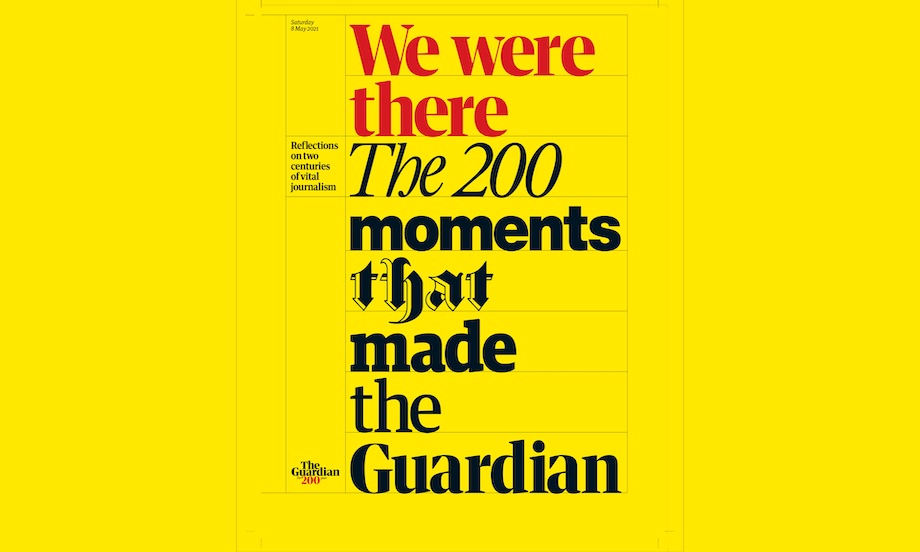 Saturday
8 May 2021
We were
there
Reflections
on two
centuries
of vital
journalism
The 200
moments
that
made
the
Guardian
The
Guardian
200